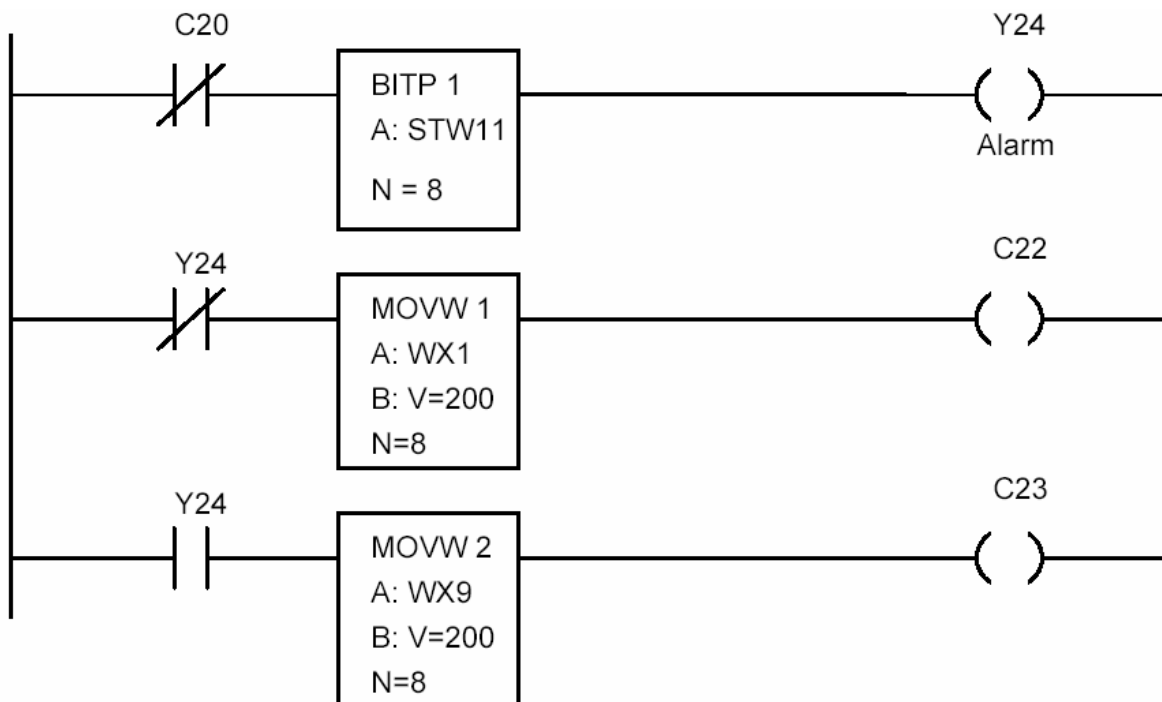 C20
Y24
BITP 1
A: STW11
N = 8
Alarm
Y24
C22
MOVW 1
A: WX1
B: V=200
N=8
Y24
C23
MOVW 2
A: WX9
B: V=200
N=8